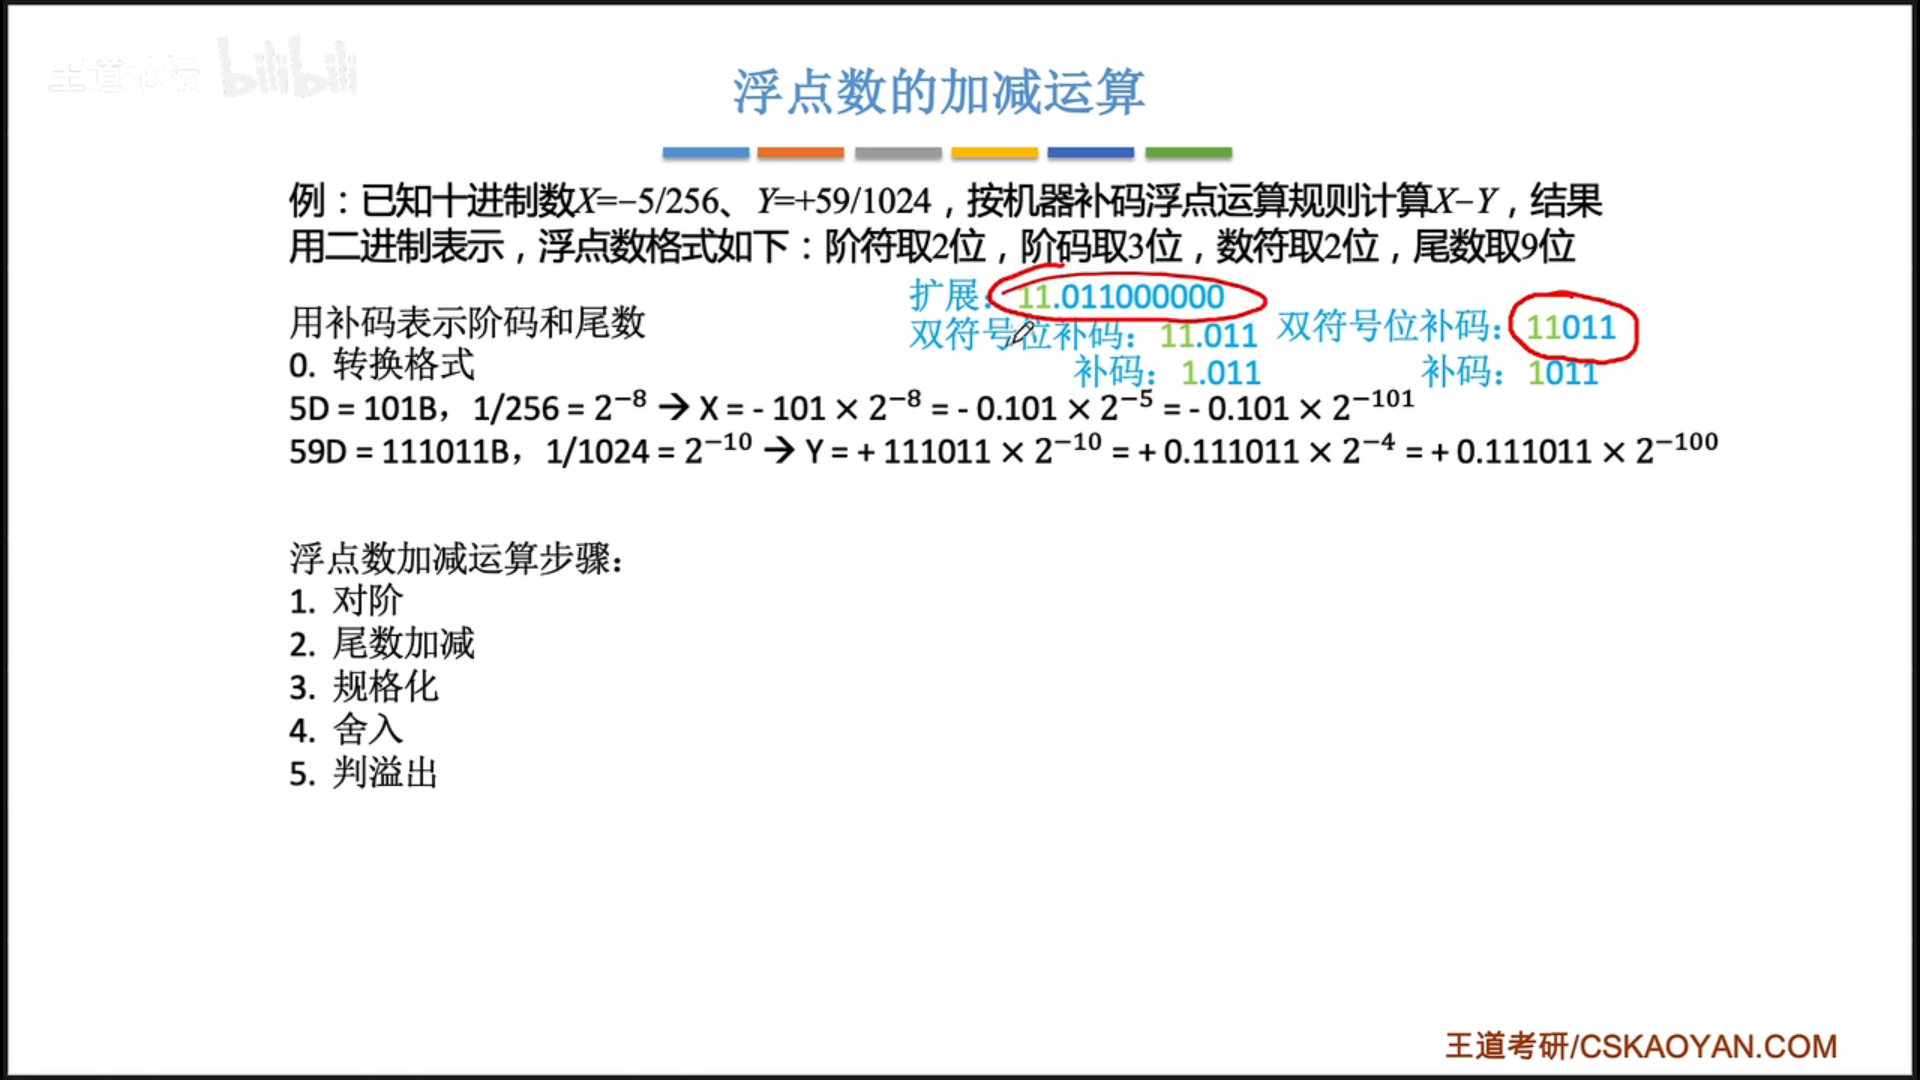 王道论坛 bilibili
浮点数的加减运算
例：已知十进制数X=−5/256、Y=+59/1024，按机器补码浮点运算规则计算X−Y，结果
用二进制表示，浮点数格式如下：阶符取2位，阶码取3位，数符取2位，尾数取9位
扩展：11.011000000
用补码表示阶码和尾数
双符号位补码：11.011 双符号位补码：11011
0. 转换格式
补码：1.011 补码：1011
5D = 101B，1/256 = 2⁻⁸ → X = - 101 × 2⁻⁸ = - 0.101 × 2⁻⁵ = - 0.101 × 2⁻¹⁰¹
59D = 111011B，1/1024 = 2⁻¹⁰ → Y = + 111011 × 2⁻¹⁰ = + 0.111011 × 2⁻⁴ = + 0.111011 × 2⁻¹⁰⁰
浮点数加减运算步骤：
1. 对阶
2. 尾数加减
3. 规格化
4. 舍入
5. 判溢出
王道考研/CSKAOYAN.COM